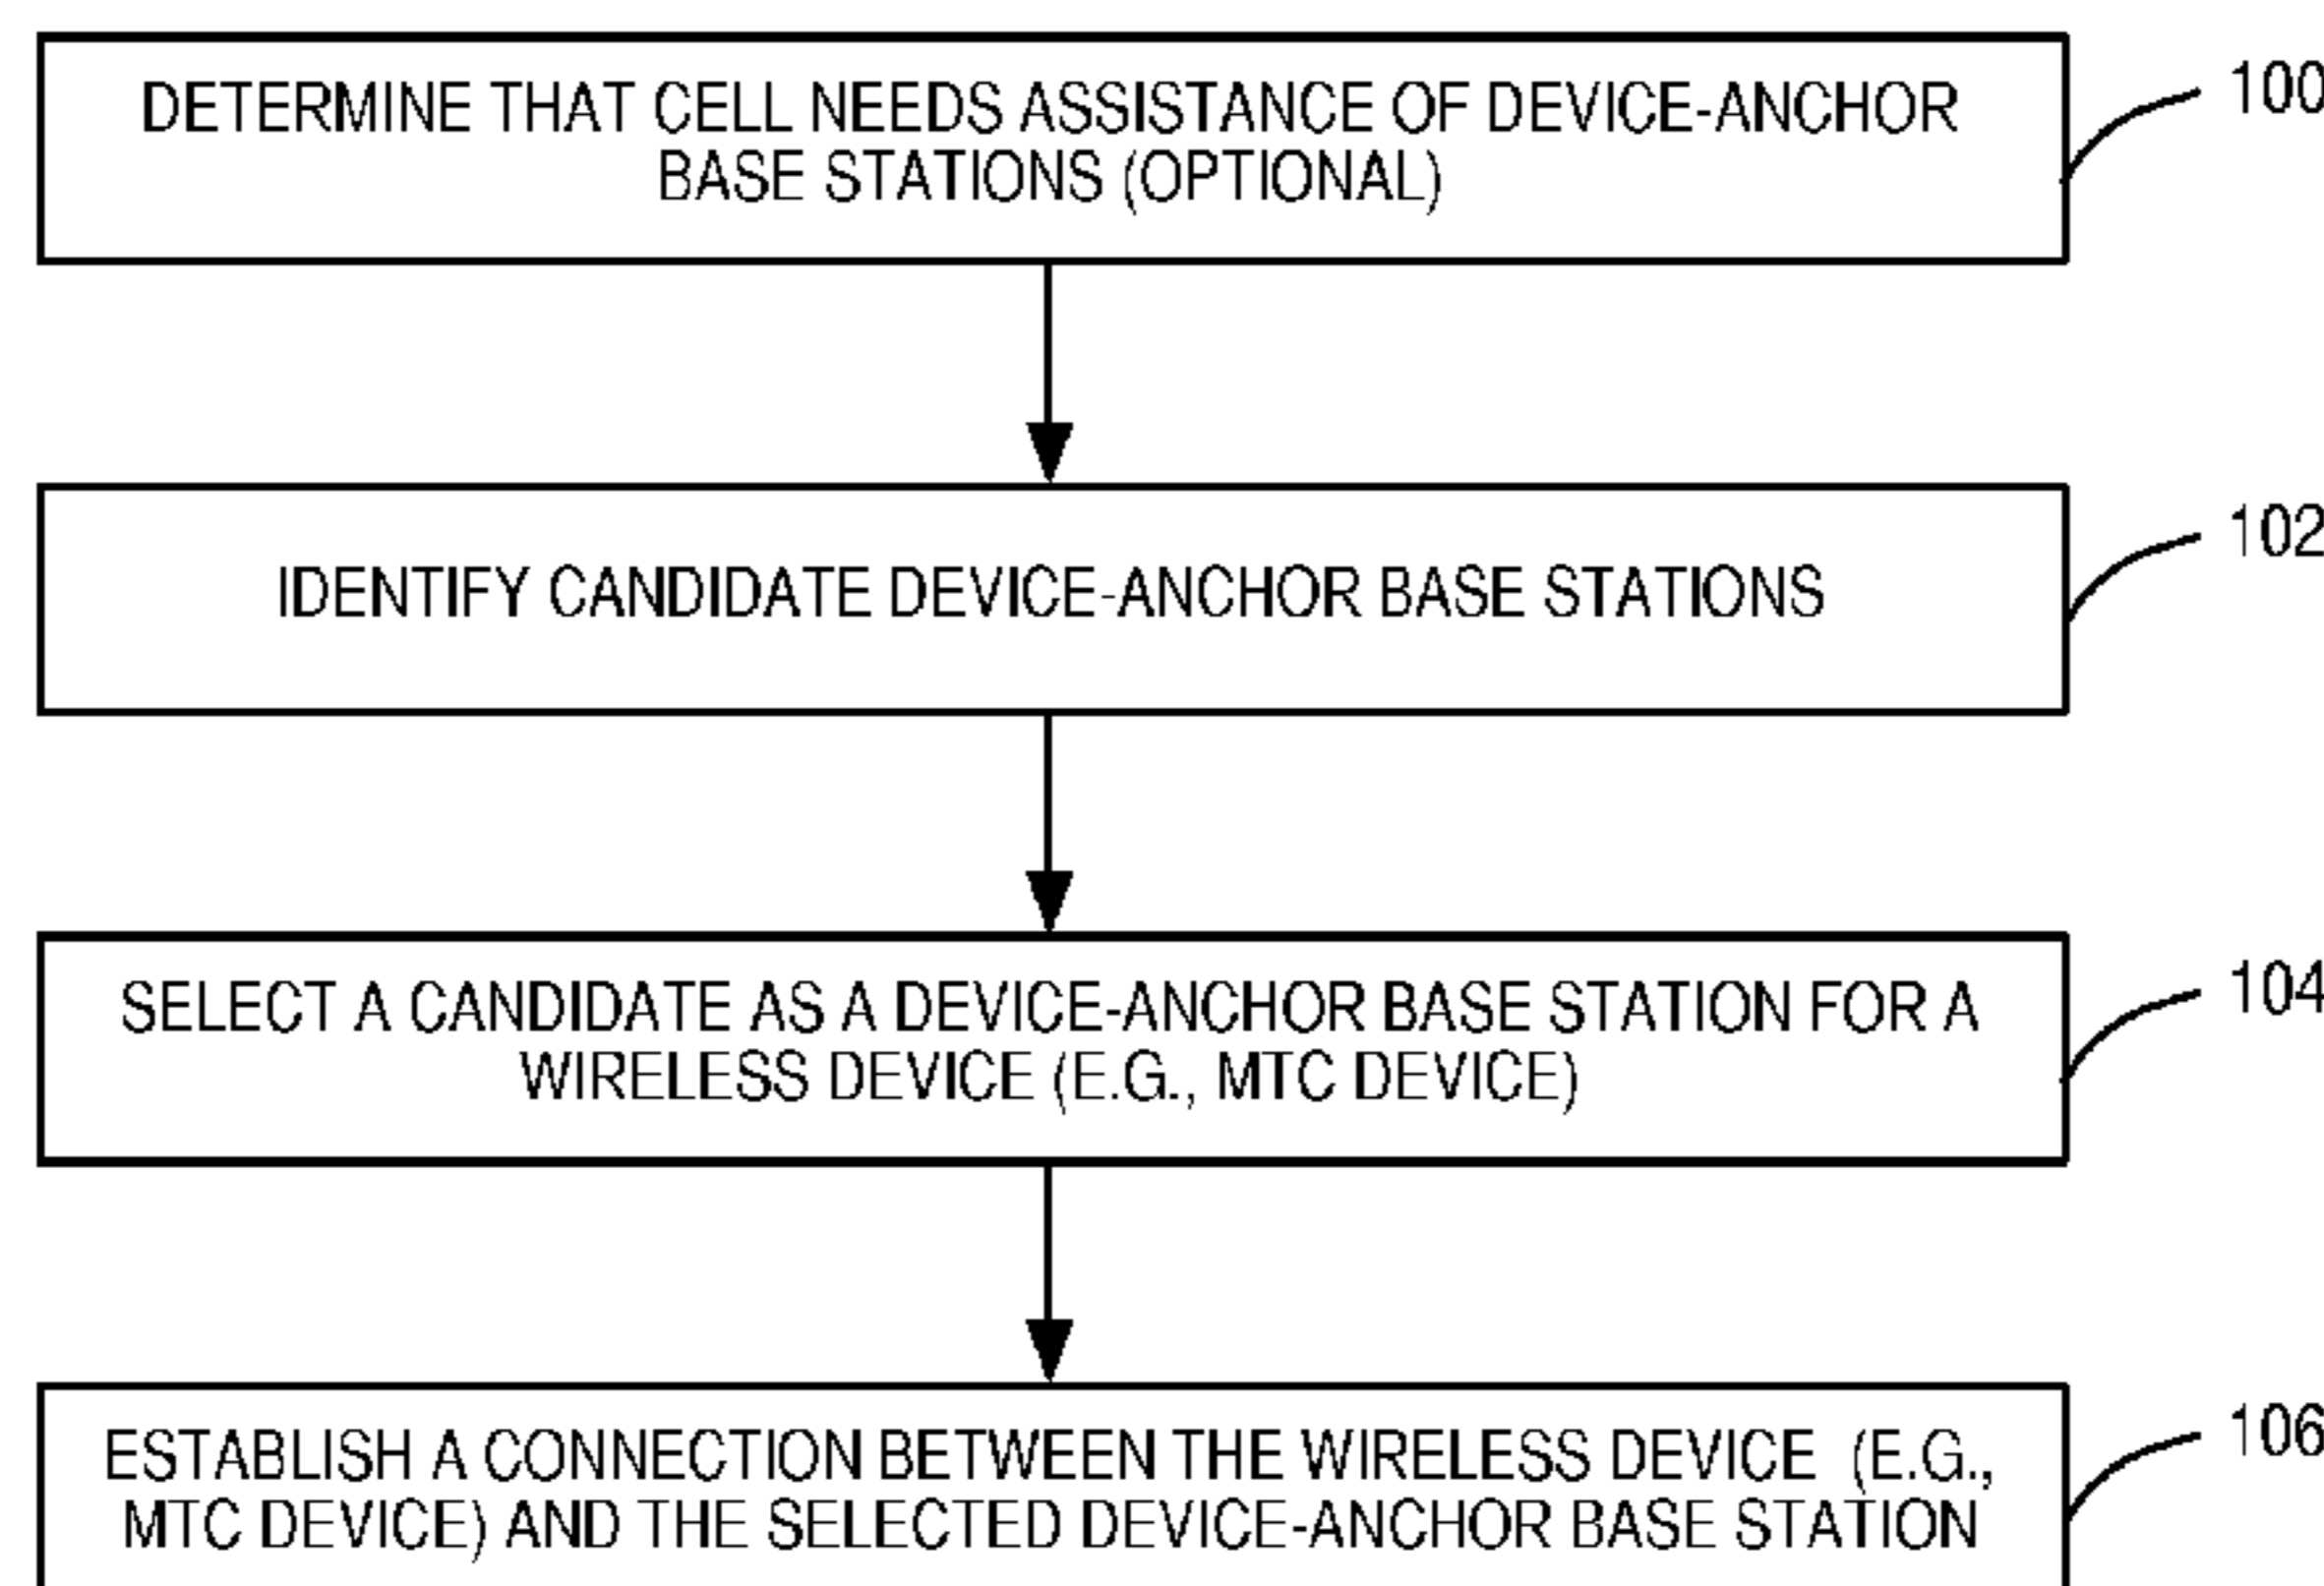 DETERMINE THAT CELL NEEDS ASSISTANCE OF DEVICE-ANCHOR
BASE STATIONS (OPTIONAL)
100
IDENTIFY CANDIDATE DEVICE-ANCHOR BASE STATIONS
102
SELECT A CANDIDATE AS A DEVICE-ANCHOR BASE STATION FOR A
WIRELESS DEVICE (E.G., MTC DEVICE)
104
ESTABLISH A CONNECTION BETWEEN THE WIRELESS DEVICE (E.G.,
MTC DEVICE) AND THE SELECTED DEVICE-ANCHOR BASE STATION
106